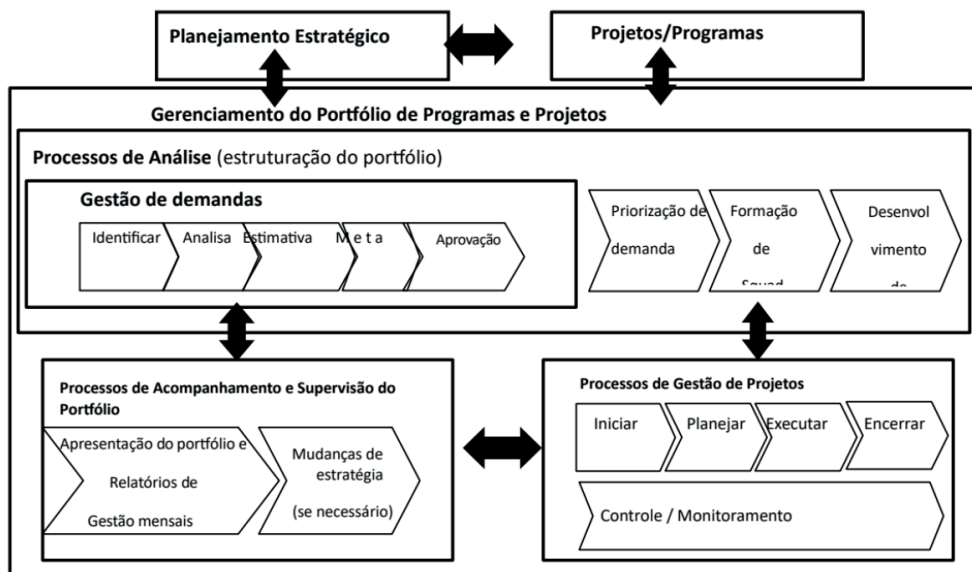 Planejamento Estratégico
Projetos/Programas
Gerenciamento do Portfólio de Programas e Projetos
Processos de Análise (estruturação do portfólio)
Gestão de demandas
Identificar
Analisa
Estimativa
M e t a
Aprovação
Priorização de
demanda
Formação
de
Desenvol
vimento
Processos de Acompanhamento e Supervisão do
Portfólio
Apresentação do portfólio e
Relatórios de
Gestão mensais
Mudanças de
estratégia
(se necessário)
Processos de Gestão de Projetos
Iniciar
Planejar
Executar
Encerrar
Controle / Monitoramento